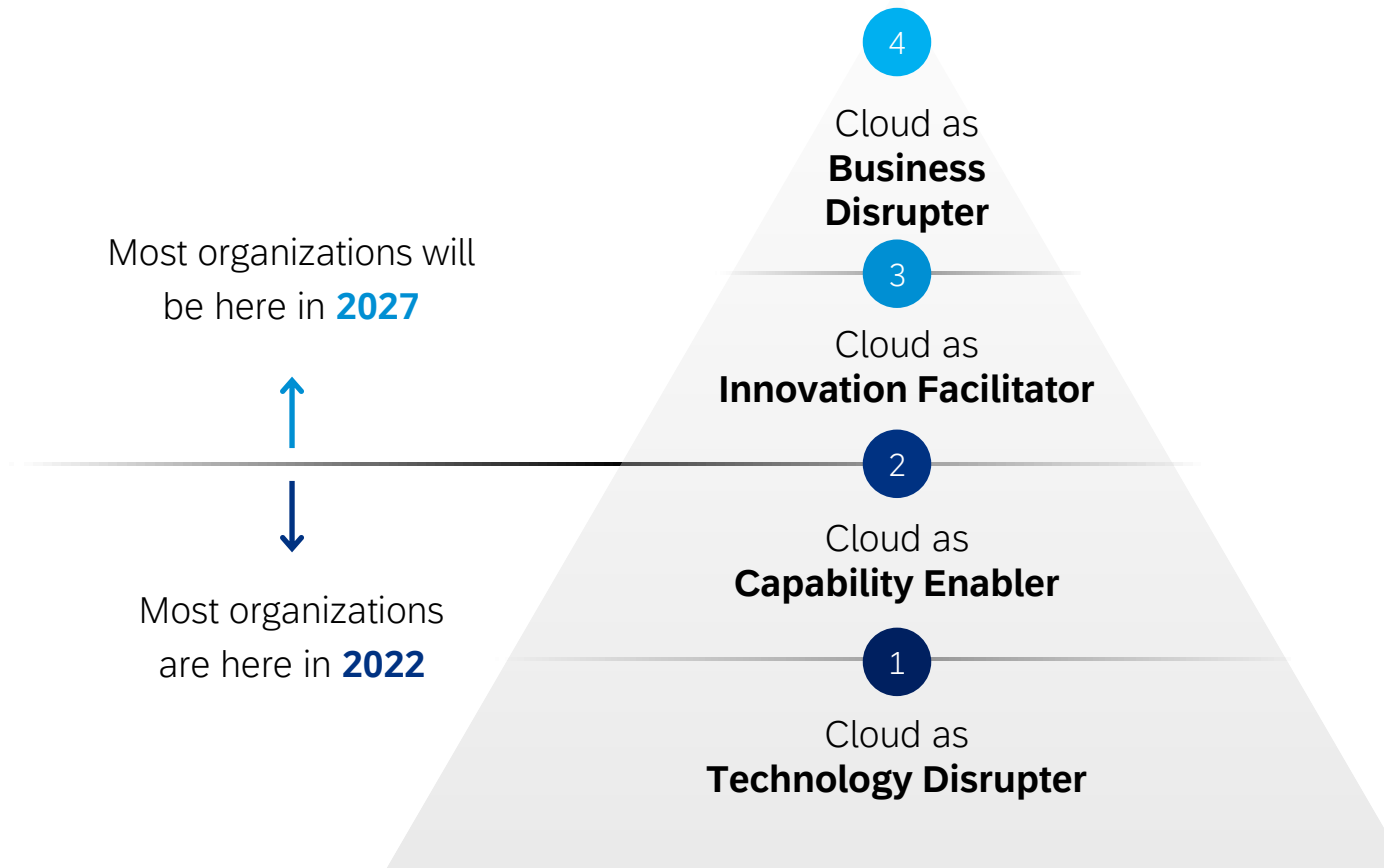 4
Cloud as
Business
Disrupter
3
Cloud as
Innovation Facilitator
2
Cloud as
Capability Enabler
1
Cloud as
Technology Disrupter
Most organizations will
be here in 2027
Most organizations
are here in 2022